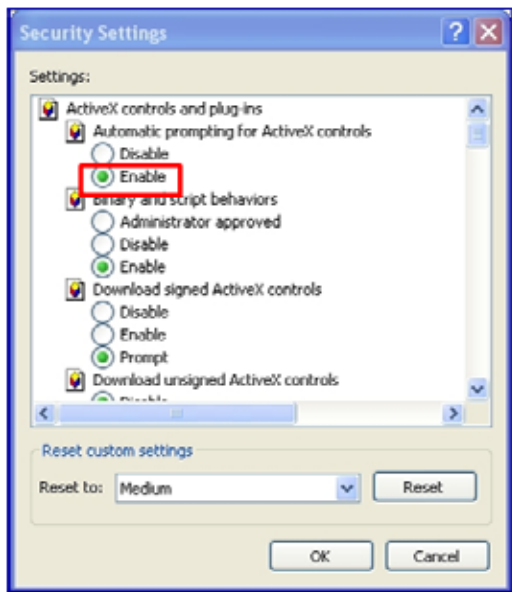 Security Settings
Settings:
ActiveX controls and plug-ins
Automatic prompting for ActiveX controls
Disable
Enable
Binary and script behaviors
Administrator approved
Disable
Enable
Download signed ActiveX controls
Disable
Enable
Prompt
Download unsigned ActiveX controls
Disable
Reset custom settings
Reset to: Medium Reset
OK Cancel